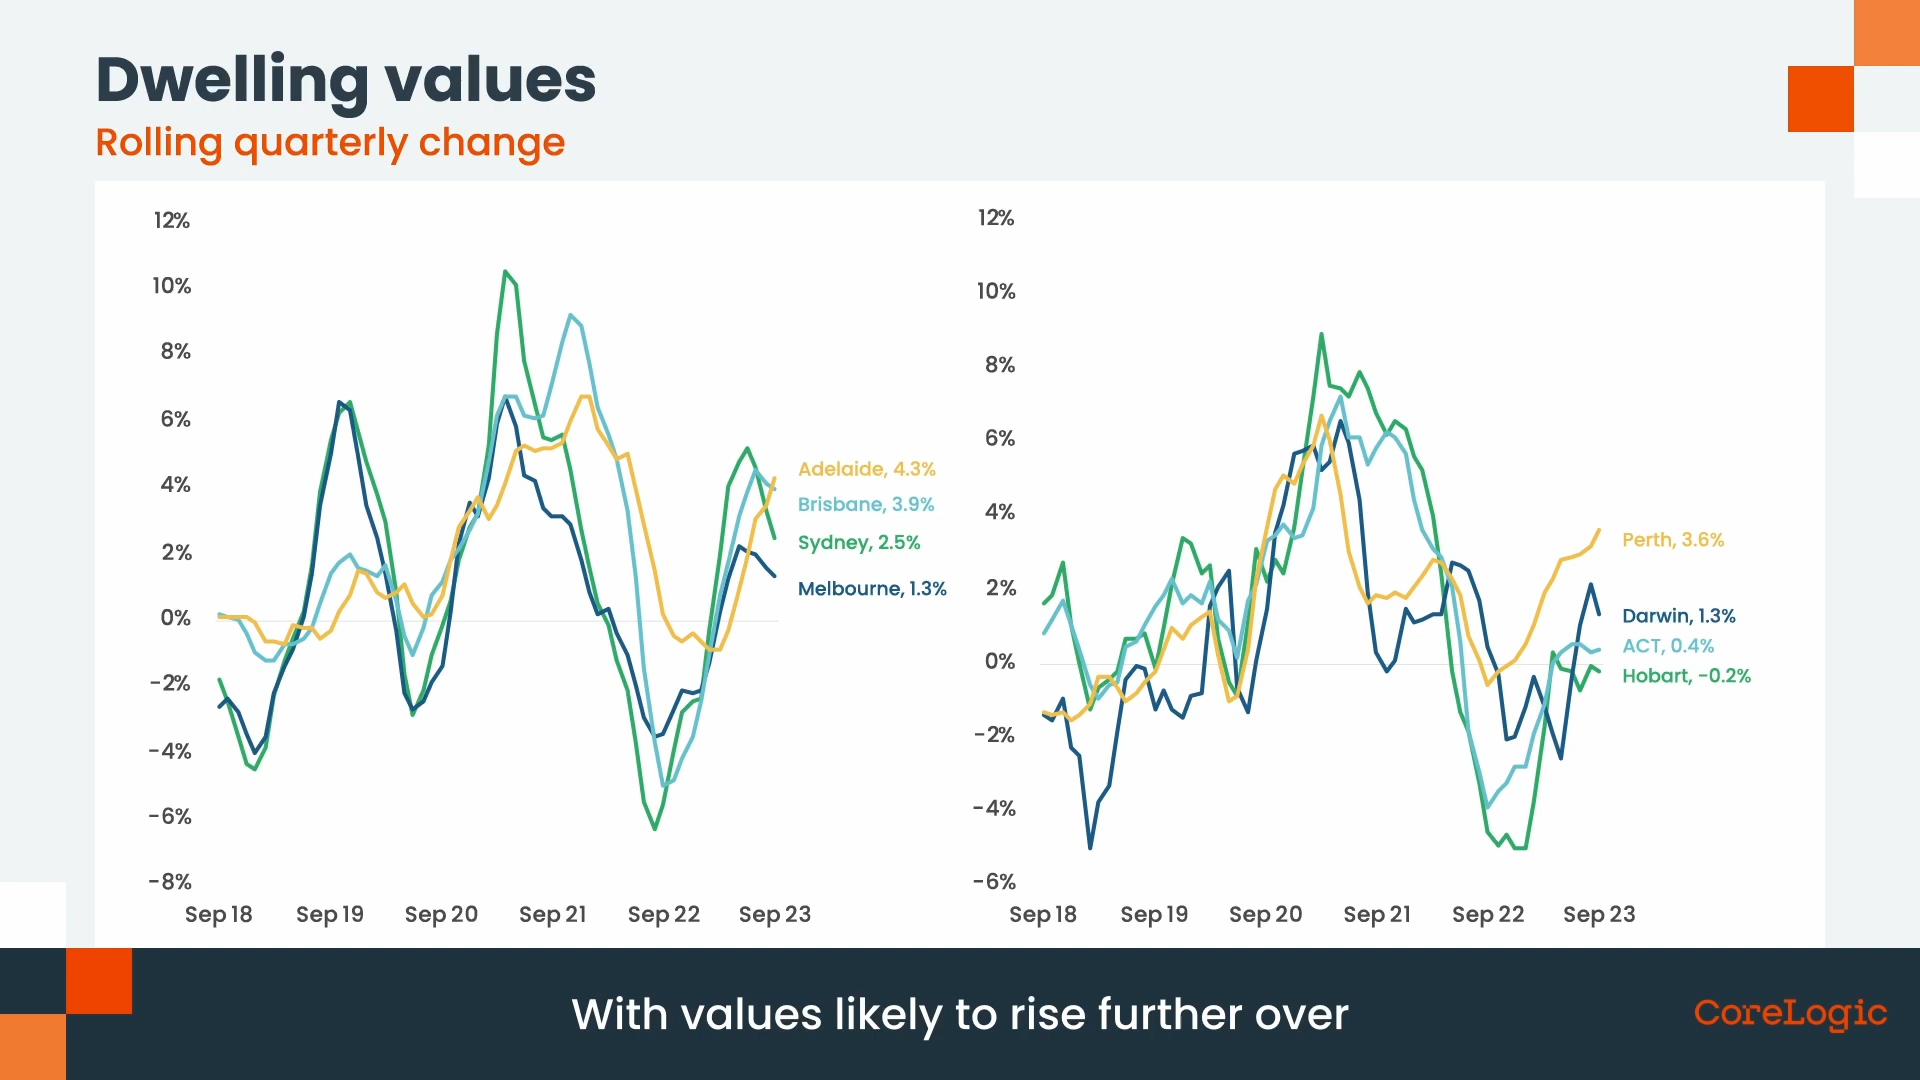 Dwelling values
Rolling quarterly change
12%
10%
8%
6%
4%
2%
0%
-2%
-4%
-6%
-8%
Sep 18 Sep 19 Sep 20 Sep 21 Sep 22 Sep 23
Adelaide, 4.3%
Brisbane, 3.9%
Sydney, 2.5%
Melbourne, 1.3%
12%
10%
8%
6%
4%
2%
0%
-2%
-4%
-6%
Sep 18 Sep 19 Sep 20 Sep 21 Sep 22 Sep 23
Perth, 3.6%
Darwin, 1.3%
ACT, 0.4%
Hobart, -0.2%
With values likely to rise further over
CoreLogic